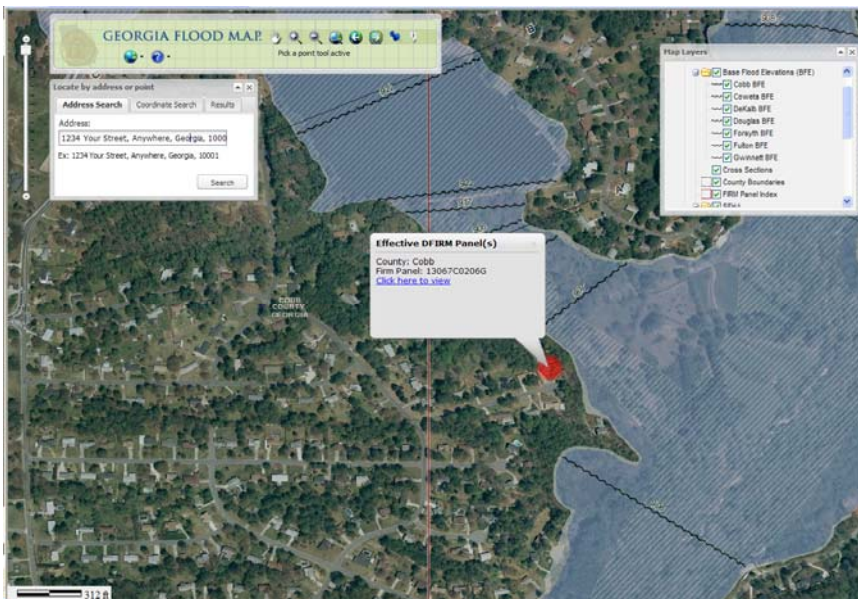 GEORGIA FLOOD M.A.P.
Pick a point tool active
Locate by address or point
Address Search
Coordinate Search
Results
Address:
1234 Your Street, Anywhere, Georgia, 1000
Ex: 1234 Your Street, Anywhere, Georgia, 10001
Search
Map Layers
Base Flood Elevations (BFE)
Cobb BFE
Coweta BFE
DeKalb BFE
Douglas BFE
Forsyth BFE
Fulton BFE
Gwinnett BFE
Cross Sections
County Boundaries
FIRM Panel Index
Effective DFIRM Panel(s)
County: Cobb
Firm Panel: 13067C0206G
Click here to view
COBB
COUNTY,
GEORGIA
312 ft